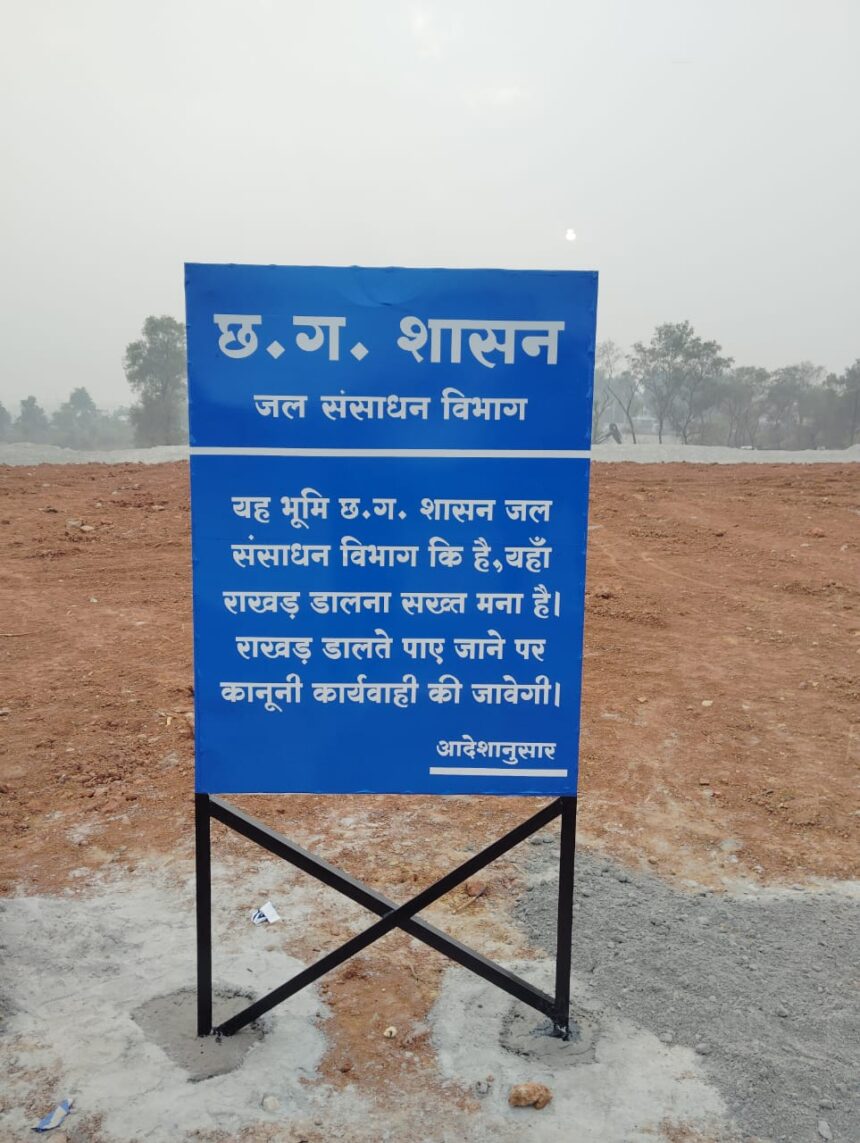 छ.ग. शासन
जल संसाधन विभाग
यह भूमि छ.ग. शासन जल
संसाधन विभाग कि है,यहाँ
राखड़ डालना सख्त मना है।
राखड़ डालते पाए जाने पर
कानूनी कार्यवाही की जावेगी।
आदेशानुसार